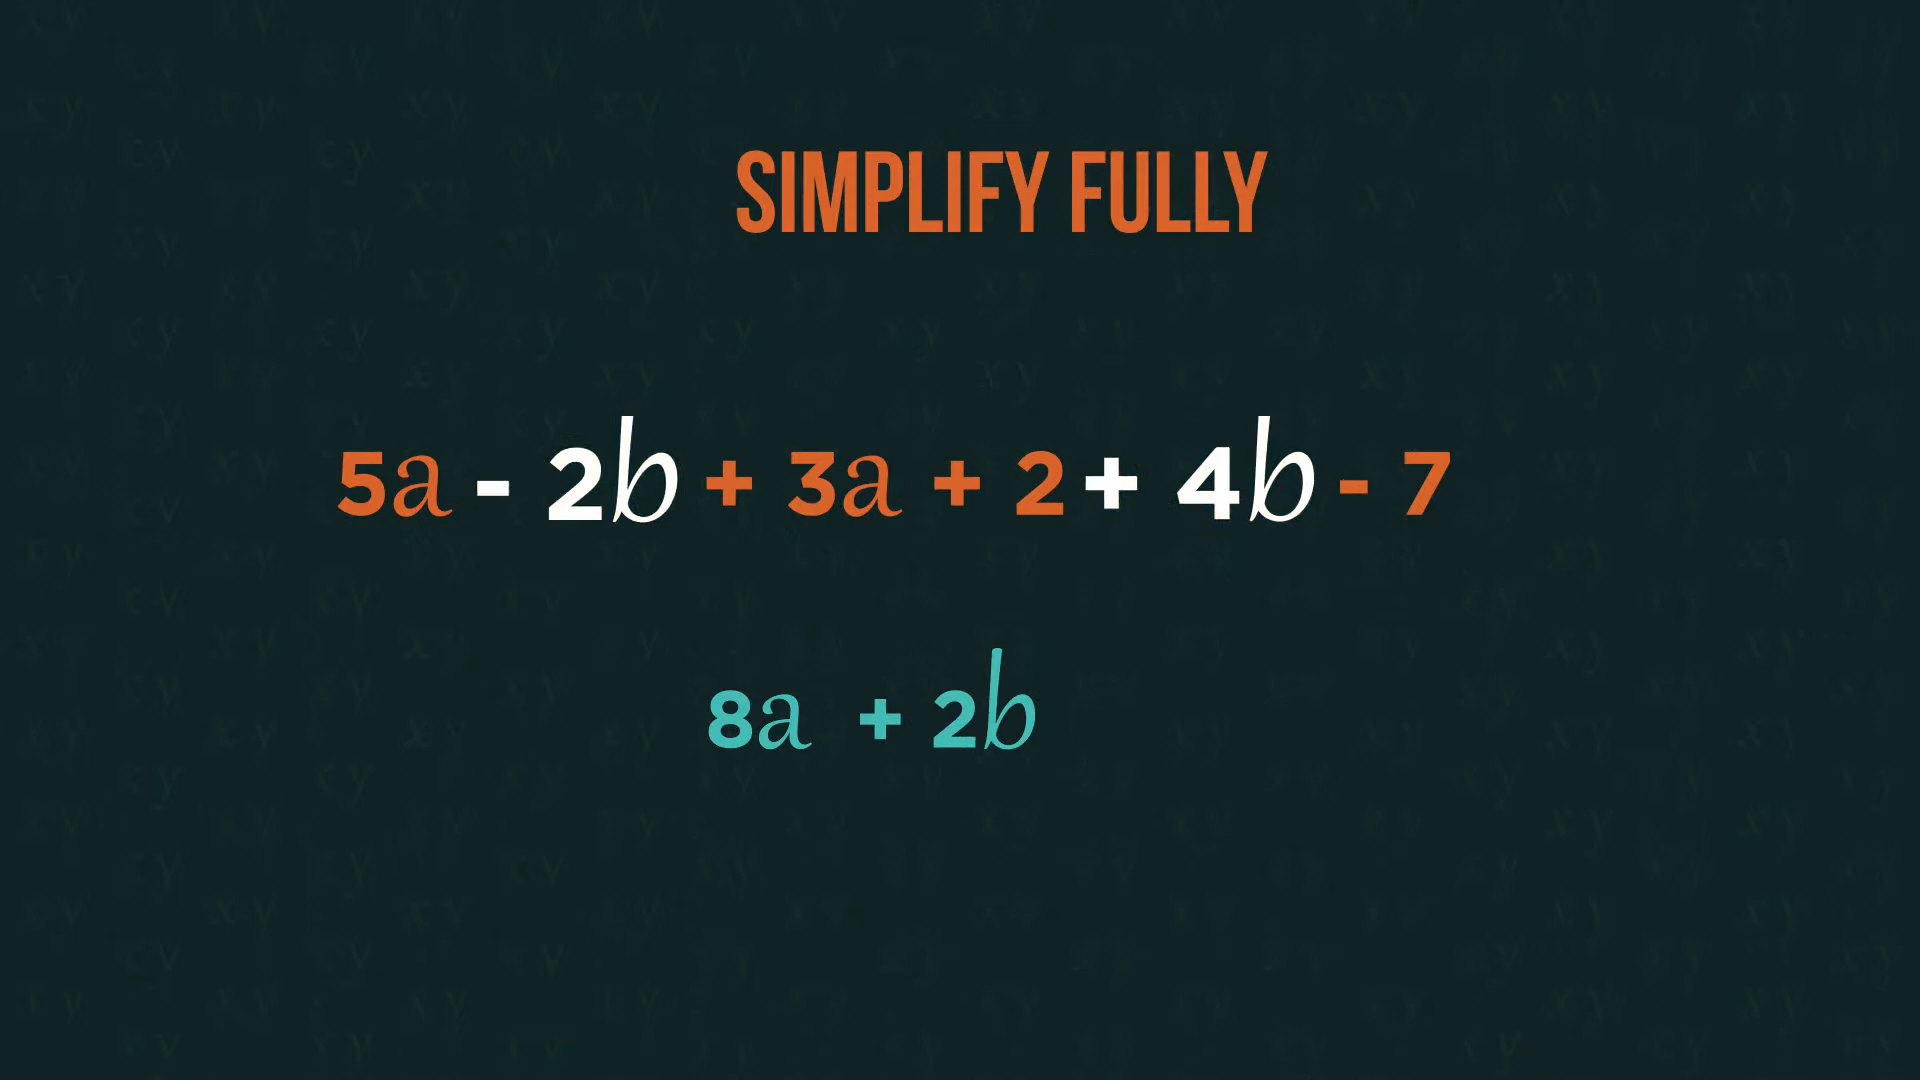 SIMPLIFY FULLY
5a - 2b + 3a + 2 + 4b - 7
8a + 2b